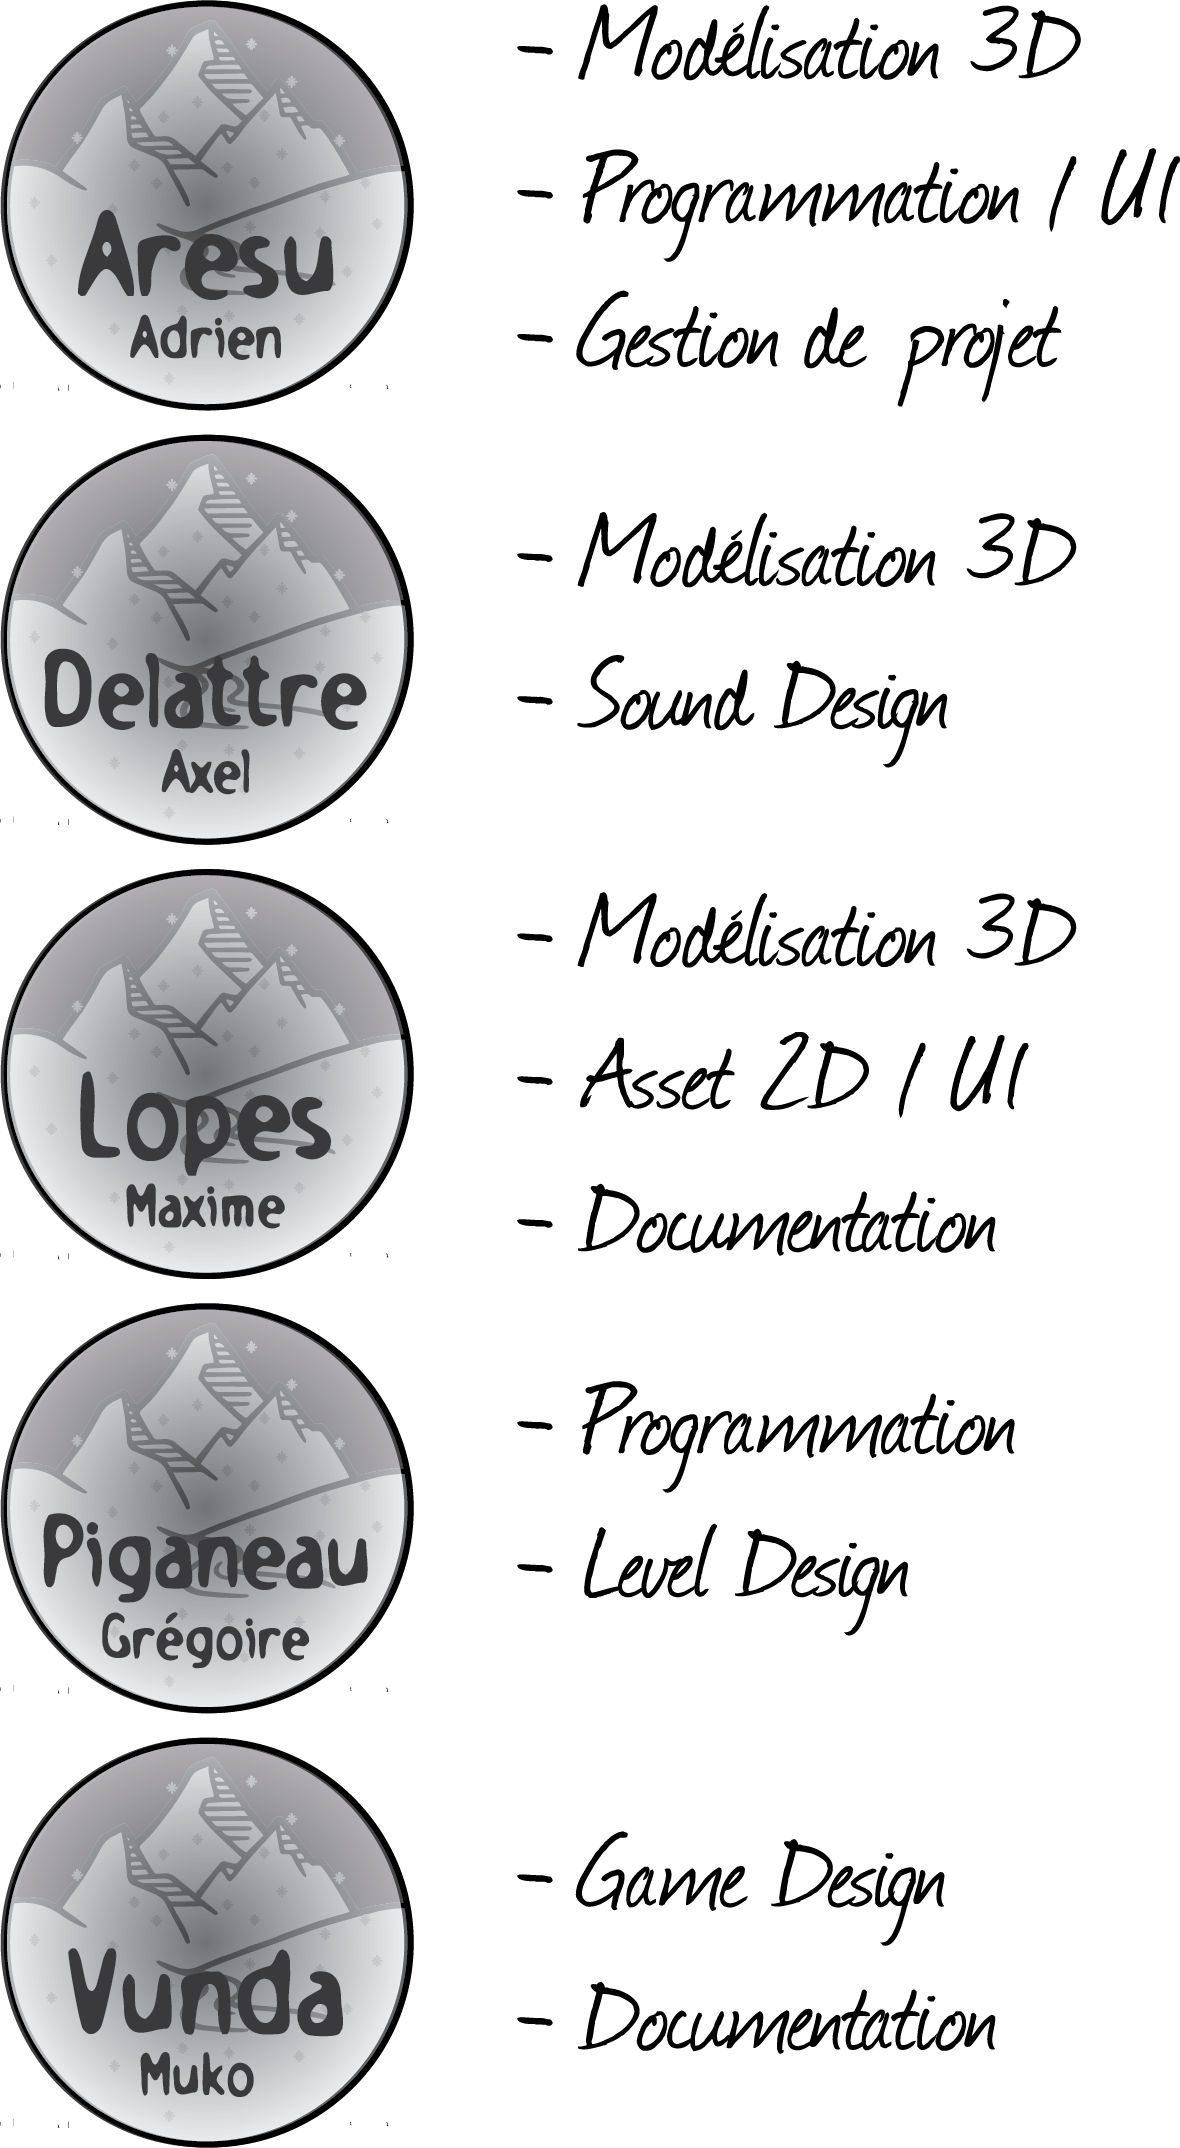 Aresu
Adrien
- Modélisation 3D
- Programmation / UI
- Gestion de projet
Delattre
Axel
- Modélisation 3D
- Sound Design
Lopes
Maxime
- Modélisation 3D
- Asset 2D / UI
- Documentation
Piganeau
Grégoire
- Programmation
- Level Design
Vunda
Muko
- Game Design
- Documentation